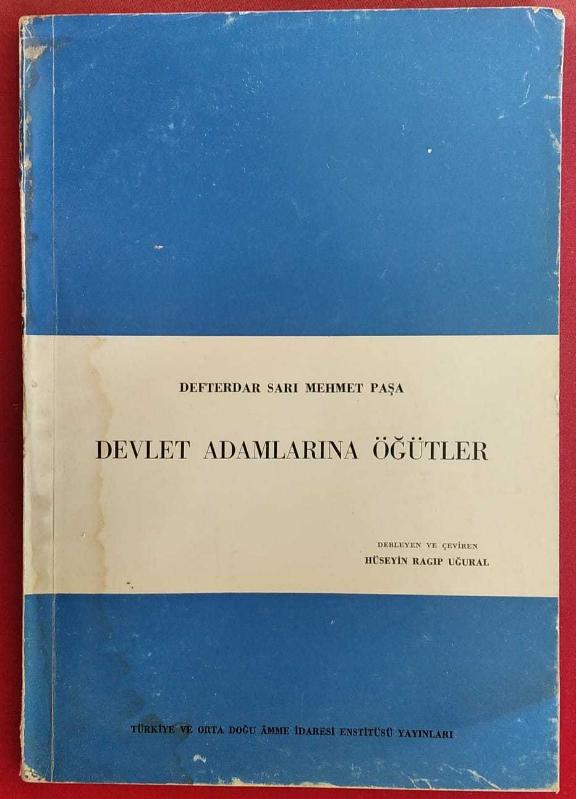 DEFTERDAR SARI MEHMET PAŞA
DEVLET ADAMLARINA ÖĞÜTLER
DERLEYEN VE ÇEVİREN
HÜSEYİN RAGIP UĞURAL
TÜRKİYE VE ORTA DOĞU ÂMME İDARESİ ENSTİTÜSÜ YAYINLARI